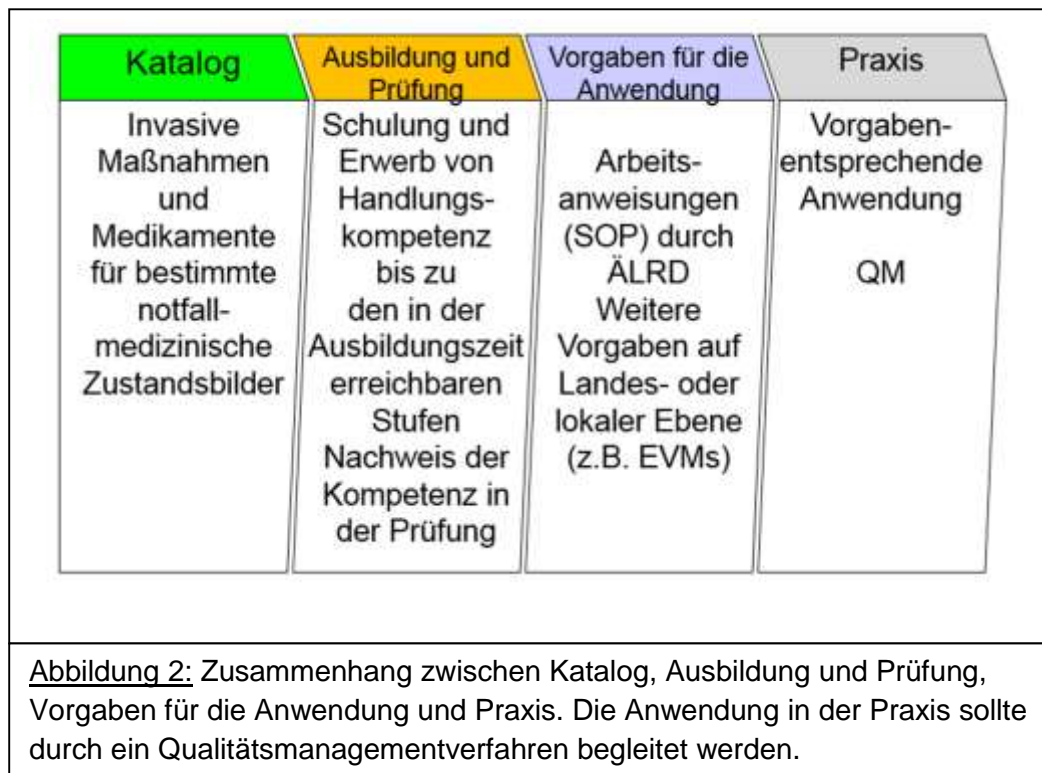 Katalog
Invasive
Maßnahmen
und
Medikamente
für bestimmte
notfall-
medizinische
Zustandsbilder
Ausbildung und
Prüfung
Schulung und
Erwerb von
Handlungs-
kompetenz
bis zu
den in der
Ausbildungszeit
erreichbaren
Stufen
Nachweis der
Kompetenz in
der Prüfung
Vorgaben für die
Anwendung
Arbeits-
anweisungen
(SOP) durch
ÄLRD
Weitere
Vorgaben auf
Landes- oder
lokaler Ebene
(z.B. EVMs)
Praxis
Vorgaben-
entsprechende
Anwendung
QM
Abbildung 2: Zusammenhang zwischen Katalog, Ausbildung und Prüfung,
Vorgaben für die Anwendung und Praxis. Die Anwendung in der Praxis sollte
durch ein Qualitätsmanagementverfahren begleitet werden.